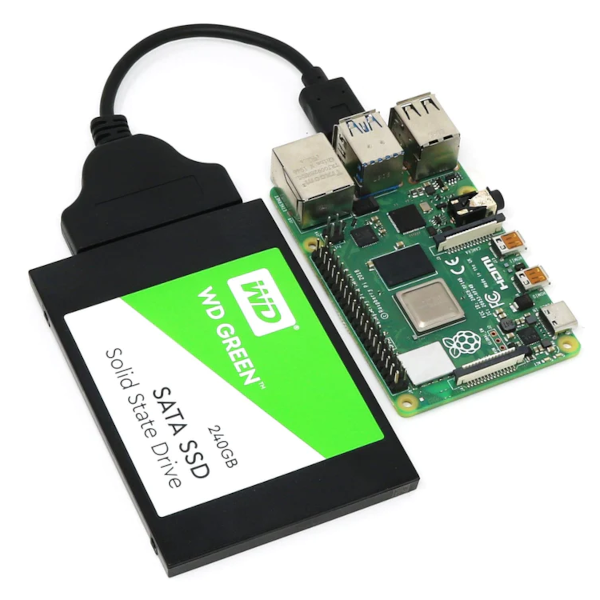 WD
WD GREEN™
SATA SSD
Solid State Drive
240GB
HDMI